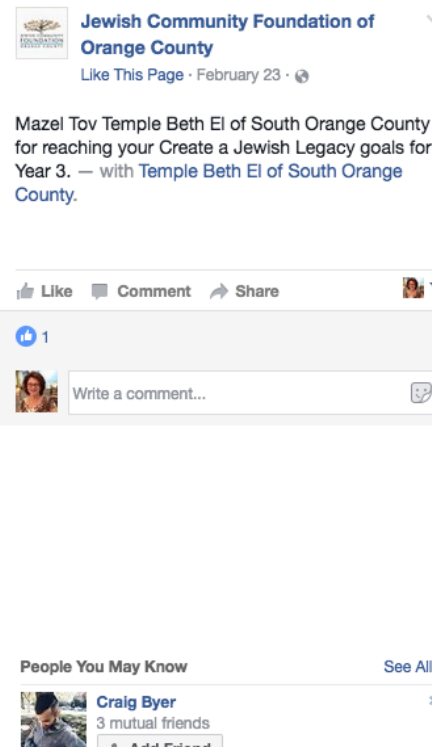 Jewish Community Foundation of
Orange County
Like This Page · February 23 ·
Mazel Tov Temple Beth El of South Orange County
for reaching your Create a Jewish Legacy goals for
Year 3. — with Temple Beth El of South Orange
County.
Like Comment Share
1
Write a comment...
People You May Know
See All
Craig Byer
3 mutual friends
Add Friend